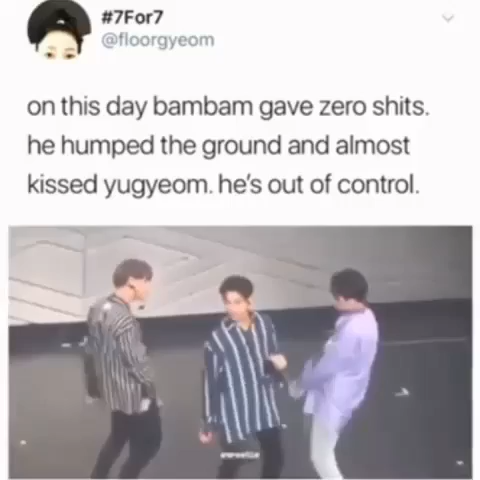 #7For7
@floorgyeom
on this day bambam gave zero shits.
he humped the ground and almost
kissed yugyeom. he's out of control.